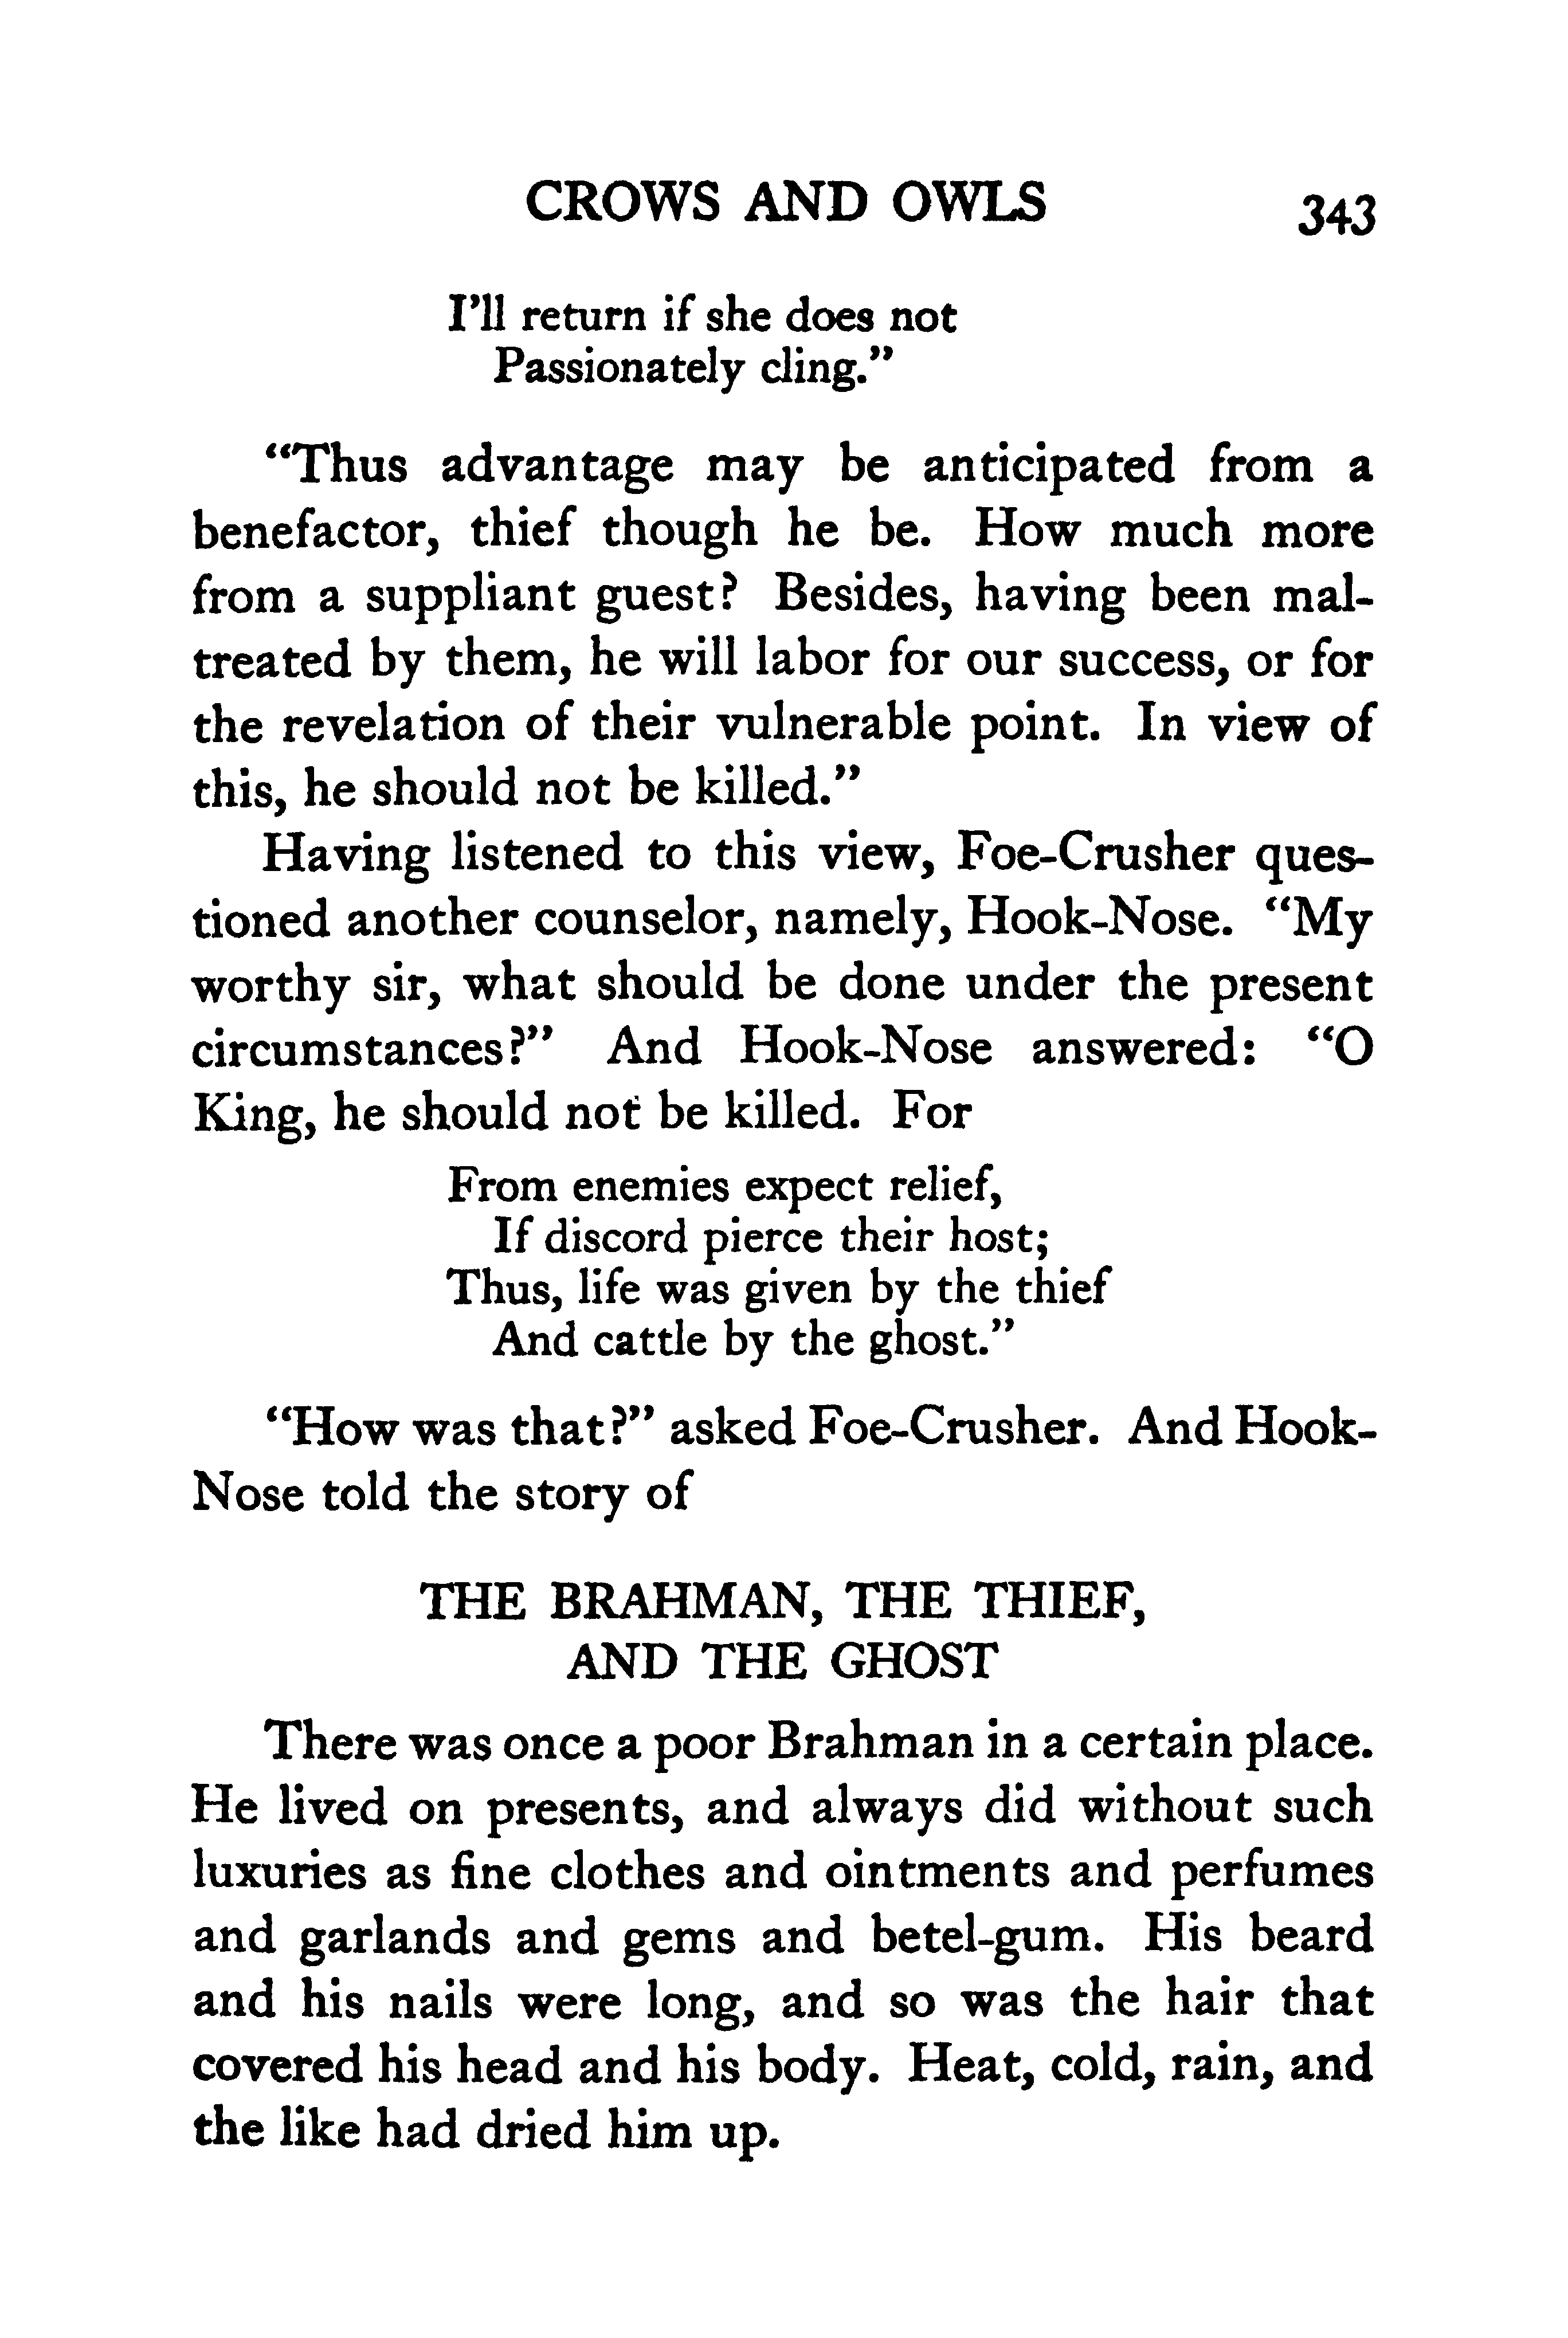 CROWS AND OWLS 343
I'll return if she does not
Passionately cling."
"Thus advantage may be anticipated from a
benefactor, thief though he be. How much more
from a suppliant guest? Besides, having been mal-
treated by them, he will labor for our success, or for
the revelation of their vulnerable point. In view of
this, he should not be killed."
Having listened to this view, Foe-Crusher ques-
tioned another counselor, namely, Hook-Nose. "My
worthy sir, what should be done under the present
circumstances?" And Hook-Nose answered: "O
King, he should not be killed. For
From enemies expect relief,
If discord pierce their host;
Thus, life was given by the thief
And cattle by the ghost."
"How was that?" asked Foe-Crusher. And Hook-
Nose told the story of
THE BRAHMAN, THE THIEF,
AND THE GHOST
There was once a poor Brahman in a certain place.
He lived on presents, and always did without such
luxuries as fine clothes and ointments and perfumes
and garlands and gems and betel-gum. His beard
and his nails were long, and so was the hair that
covered his head and his body. Heat, cold, rain, and
the like had dried him up.